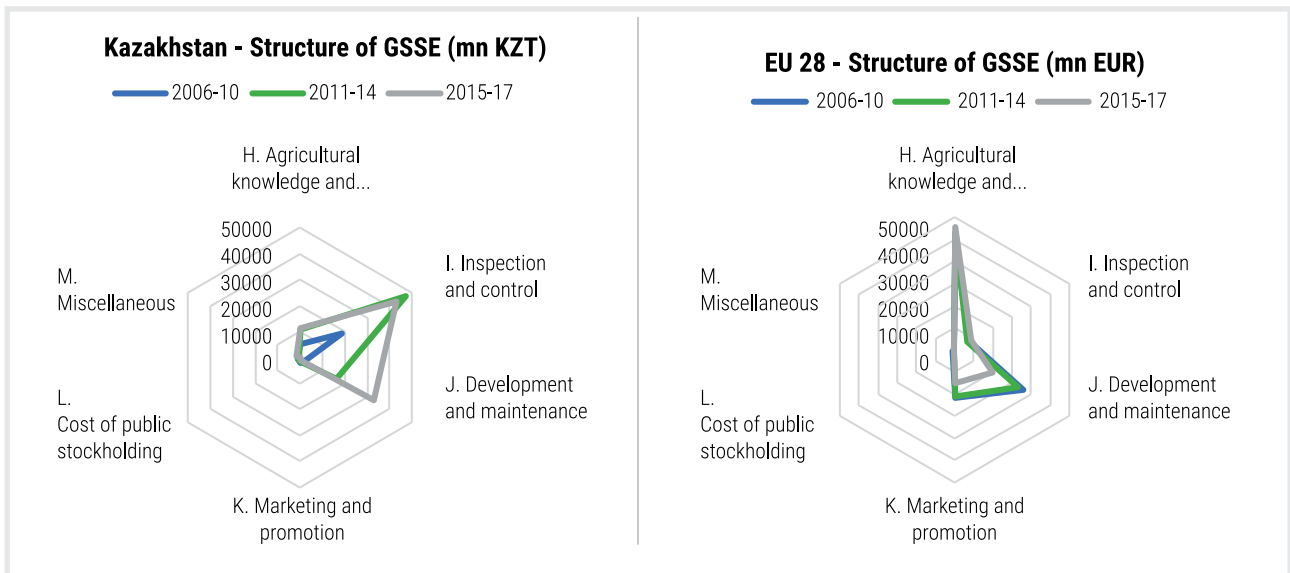 Kazakhstan - Structure of GSSE (mn KZT)
2006-10 2011-14 2015-17
H. Agricultural
knowledge and...
50000
40000
30000
20000
10000
0
I. Inspection
and control
J. Development
and maintenance
K. Marketing and
promotion
L.
Cost of public
stockholding
M.
Miscellaneous
EU 28 - Structure of GSSE (mn EUR)
2006-10 2011-14 2015-17
H. Agricultural
knowledge and...
50000
40000
30000
20000
10000
0
I. Inspection
and control
J. Development
and maintenance
K. Marketing and
promotion
L.
Cost of public
stockholding
M.
Miscellaneous